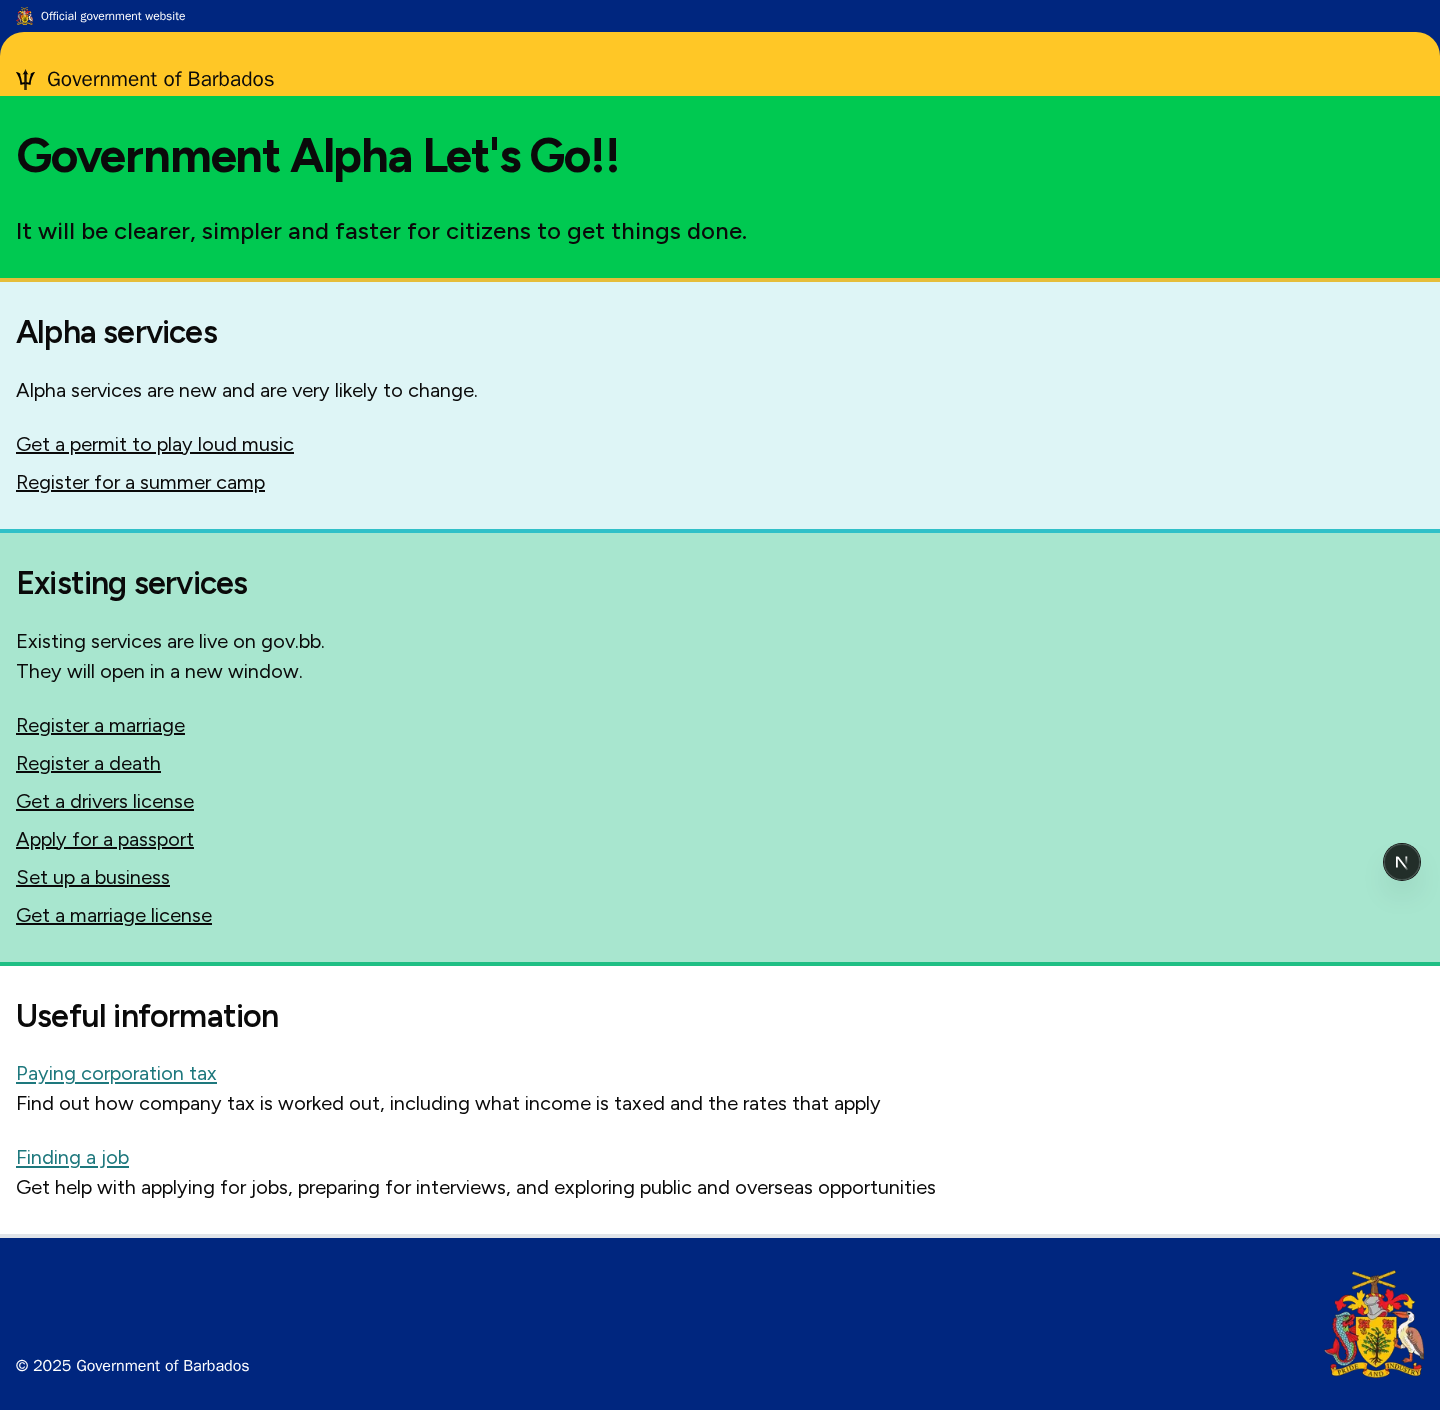 Official government website
Government of Barbados
Government Alpha Let's Go!!
It will be clearer, simpler and faster for citizens to get things done.
Alpha services
Alpha services are new and are very likely to change.
Get a permit to play loud music
Register for a summer camp
Existing services
Existing services are live on gov.bb.
They will open in a new window.
Register a marriage
Register a death
Get a drivers license
Apply for a passport
Set up a business
Get a marriage license
N
Useful information
Paying corporation tax
Find out how company tax is worked out, including what income is taxed and the rates that apply
Finding a job
Get help with applying for jobs, preparing for interviews, and exploring public and overseas opportunities
© 2025 Government of Barbados
PRIDE AND INDUSTRY